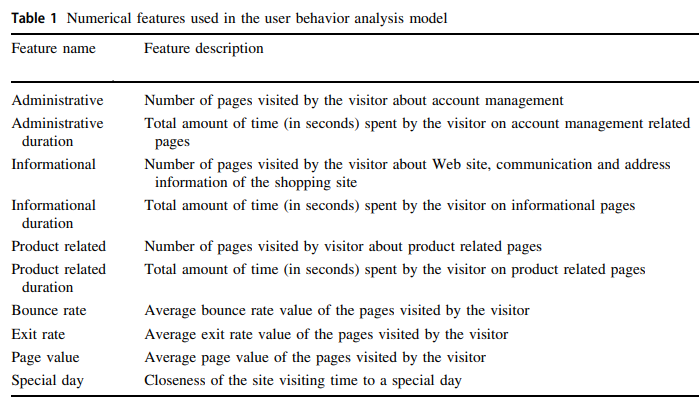 Table 1 Numerical features used in the user behavior analysis model
Feature name Feature description
Administrative Number of pages visited by the visitor about account management
Administrative Total amount of time (in seconds) spent by the visitor on account management related
duration pages
Informational Number of pages visited by the visitor about Web site, communication and address
information of the shopping site
Informational Total amount of time (in seconds) spent by the visitor on informational pages
duration
Product related Number of pages visited by visitor about product related pages
Product related Total amount of time (in seconds) spent by the visitor on product related pages
duration
Bounce rate Average bounce rate value of the pages visited by the visitor
Exit rate Average exit rate value of the pages visited by the visitor
Page value Average page value of the pages visited by the visitor
Special day Closeness of the site visiting time to a special day